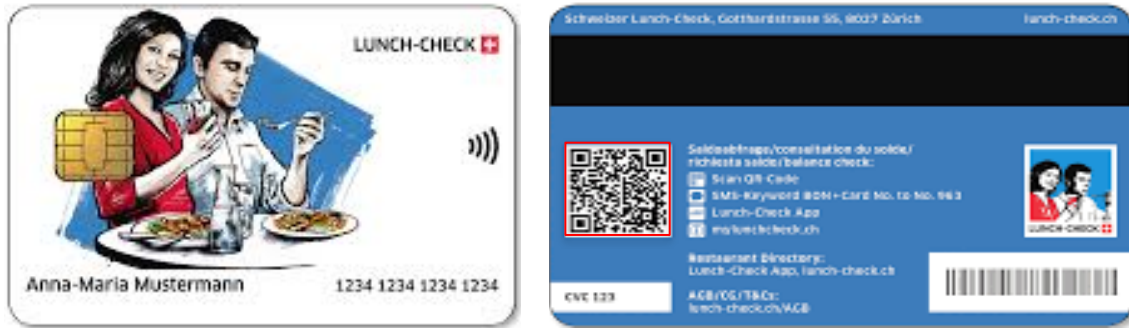 LUNCH-CHECK
Anna-Maria Mustermann
1234 1234 1234 1234
Schweizer Lunch-Check, Gotthardstrasse 55, 8027 Zürich
lunch-check.ch
Saldoabfrage/consultation du solde/
richiesta saldo/balance check:
Scan QR-Code
SMS-Keyword BON+Card No. to No. 963
Lunch-Check App
mylunchcheck.ch
LUNCH-CHECK
Restaurant Directory:
Lunch-Check App, lunch-check.ch
CVC 123
AGB/CG/T&Cs:
lunch-check.ch/AGB